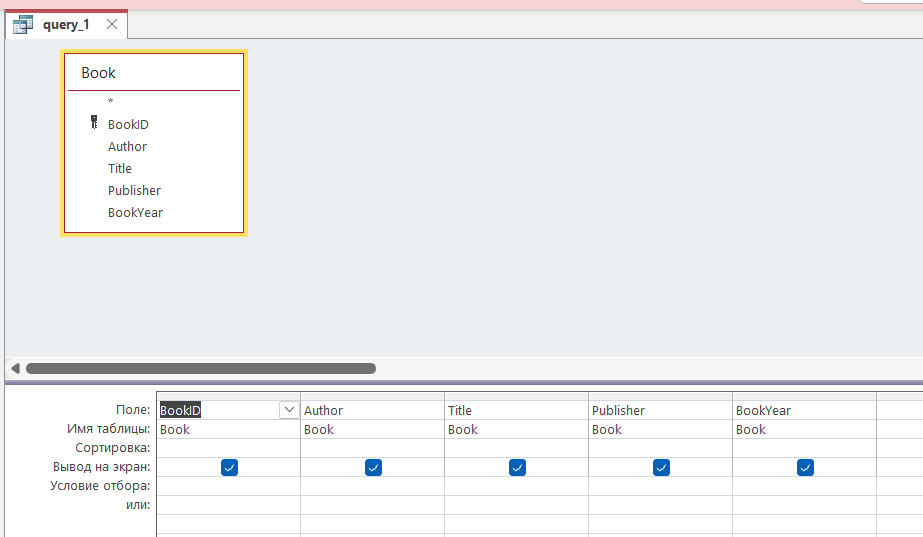 query_1
Book
*
BookID
Author
Title
Publisher
BookYear
Поле: BookID Author Title Publisher BookYear
Имя таблицы: Book Book Book Book Book
Сортировка:
Вывод на экран:
Условие отбора:
или: